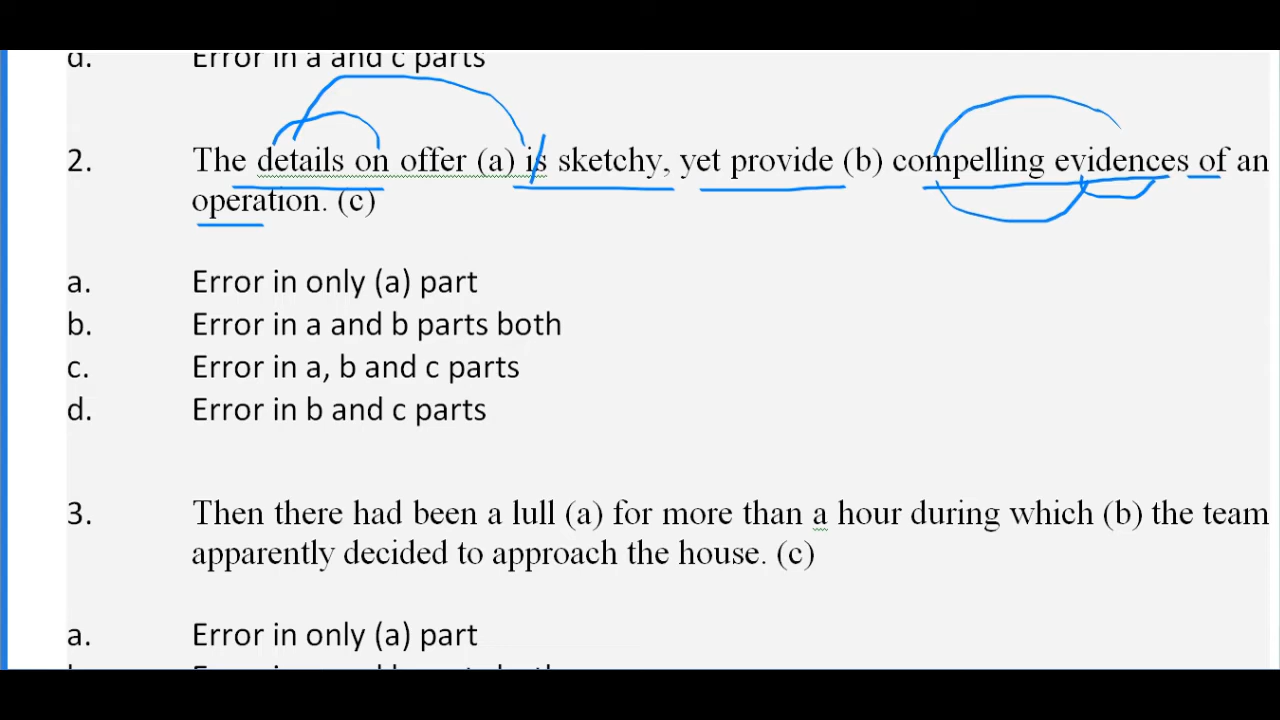 d. Error in a and c parts
2. The details on offer (a) is sketchy, yet provide (b) compelling evidences of an
operation. (c)
a. Error in only (a) part
b. Error in a and b parts both
c. Error in a, b and c parts
d. Error in b and c parts
3. Then there had been a lull (a) for more than a hour during which (b) the team
apparently decided to approach the house. (c)
a. Error in only (a) part